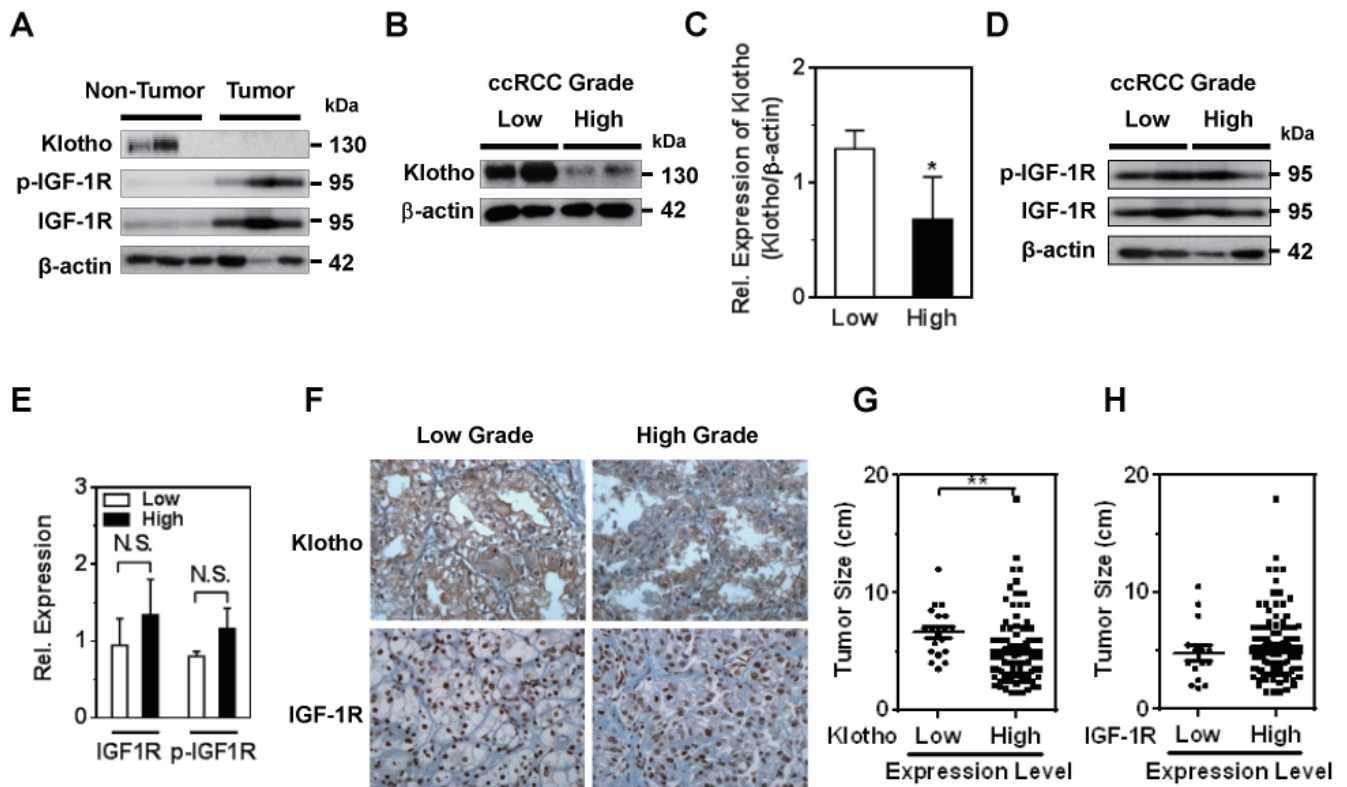 A
Non-Tumor Tumor
kDa
Klotho 130
p-IGF-1R 95
IGF-1R 95
β-actin 42
B
ccRCC Grade
Low High
kDa
Klotho 130
β-actin 42
C
Rel. Expression of Klotho
(Klotho/β-actin)
2
1
0
*
Low High
D
ccRCC Grade
Low High
kDa
p-IGF-1R 95
IGF-1R 95
β-actin 42
E
Rel. Expression
3
2
1
0
Low
High
N.S.
N.S.
IGF1R p-IGF1R
F
Low Grade High Grade
Klotho
IGF-1R
G
Tumor Size (cm)
20
10
0
**
Klotho Low High
Expression Level
H
Tumor Size (cm)
20
10
0
IGF-1R Low High
Expression Level